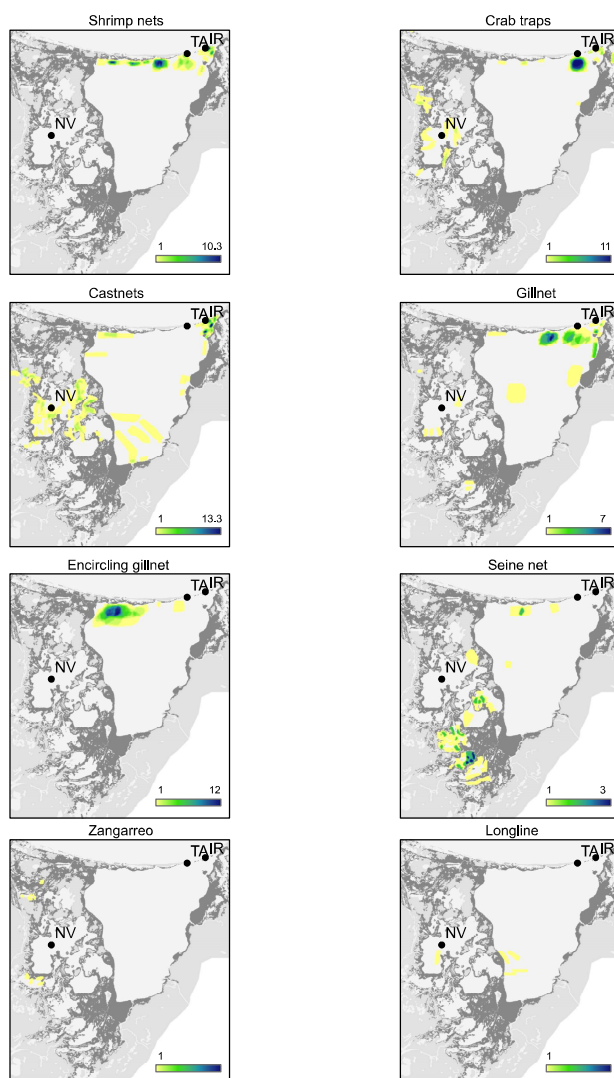 Shrimp nets
TA IR
NV
1 10.3
Crab traps
TA IR
NV
1 11
Castnets
TA IR
NV
1 13.3
Gillnet
TA IR
NV
1 7
Encircling gillnet
TA IR
NV
1 12
Seine net
TA IR
NV
1 3
Zangarreo
TA IR
NV
1
Longline
TA IR
NV
1